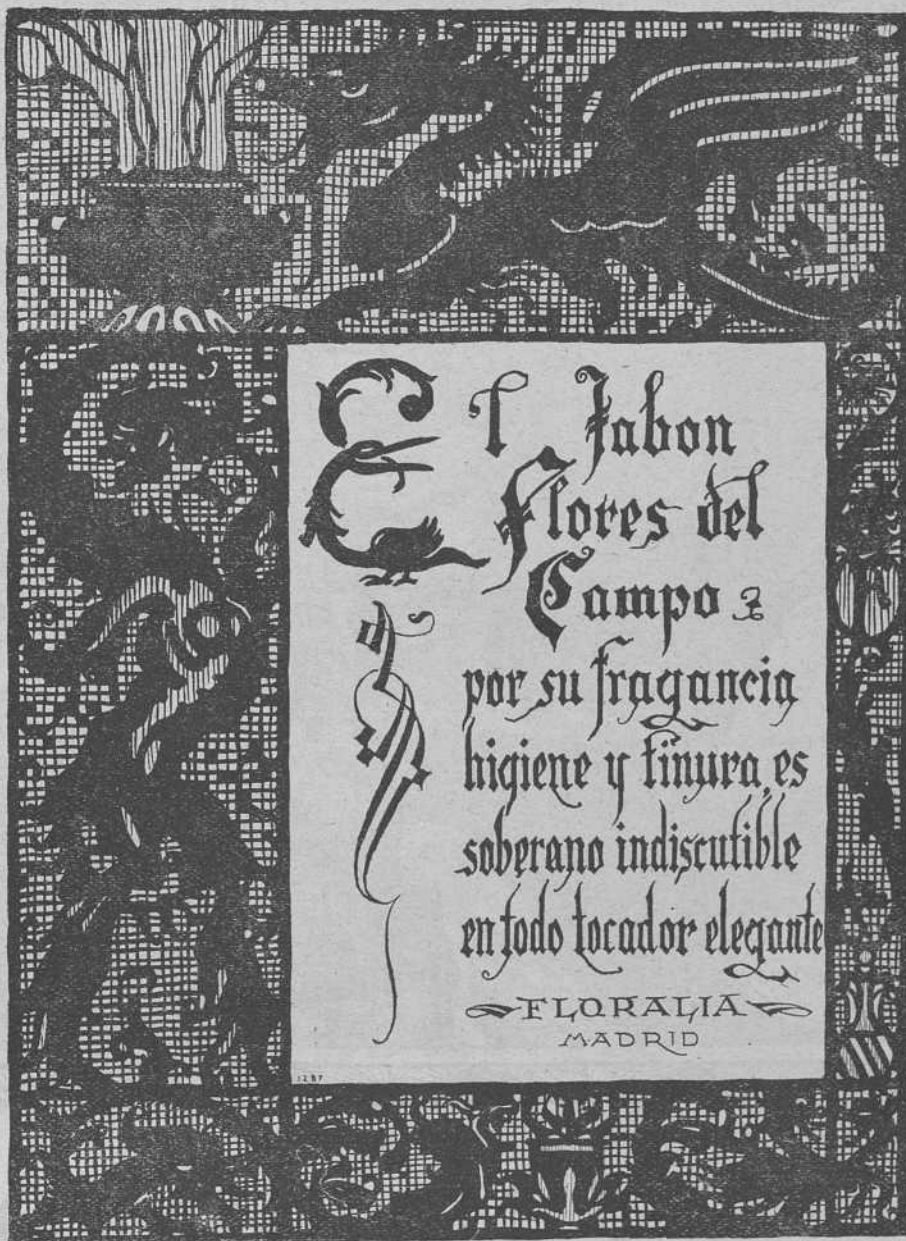 El Jabon
Flores del
Campo
por su fragancia
higiene y finura, es
soberano indiscutible
en todo tocador elegante
FLORALIA
MADRID
1287